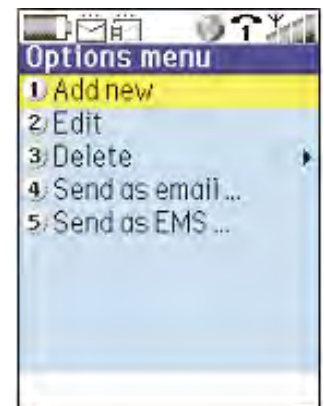 Options menu
1 Add new
2 Edit
3 Delete
4 Send as email ...
5 Send as EMS ...